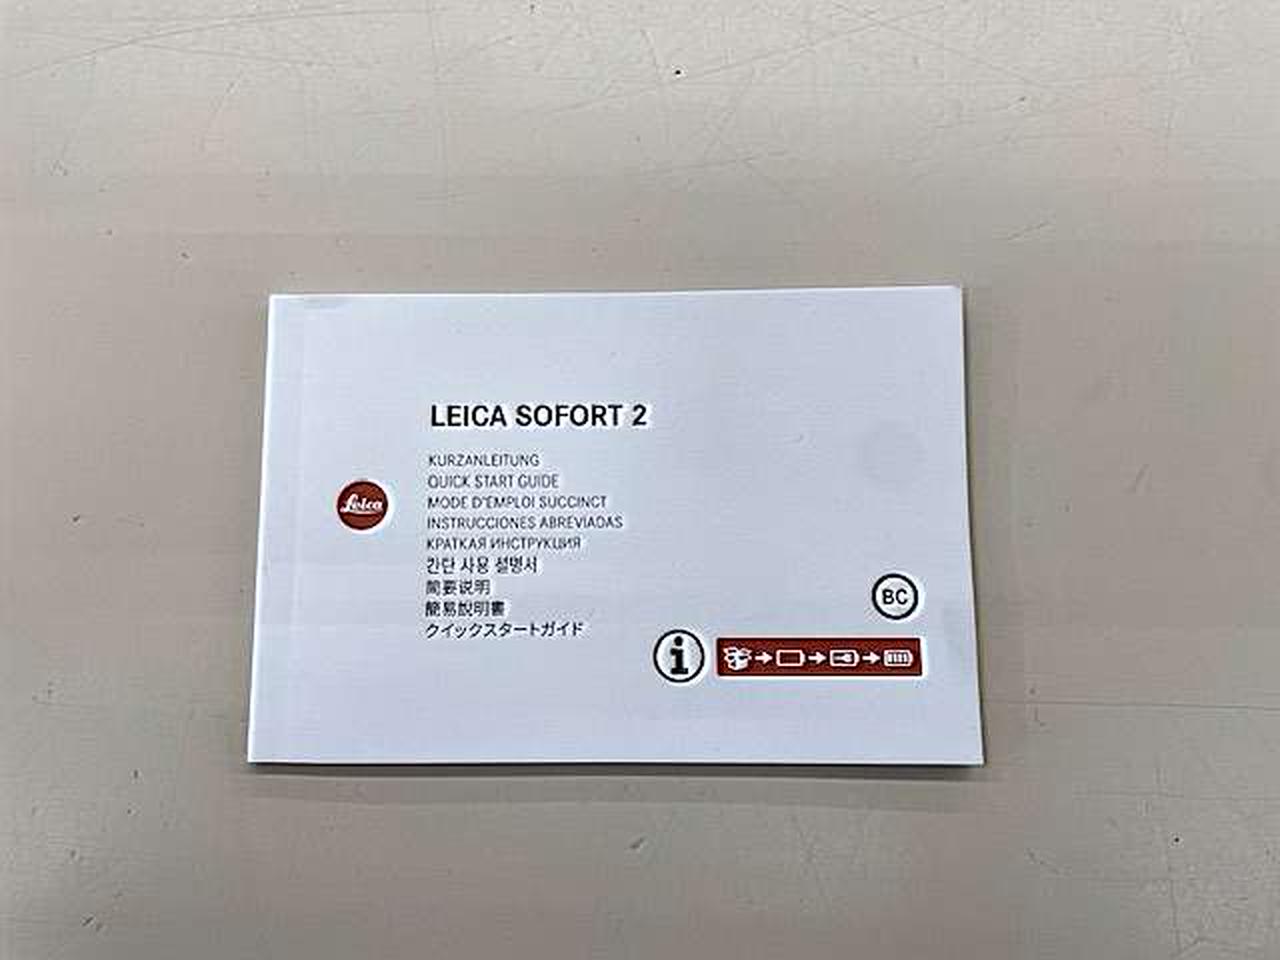 LEICA SOFORT 2
KURZANLEITUNG
QUICK START GUIDE
MODE D'EMPLOI SUCCINCT
INSTRUCCIONES ABREVIADAS
КРАТКАЯ ИНСТРУКЦИЯ
간단 사용 설명서
简要说明
簡易說明書
クイックスタートガイド
Leica
BC
i